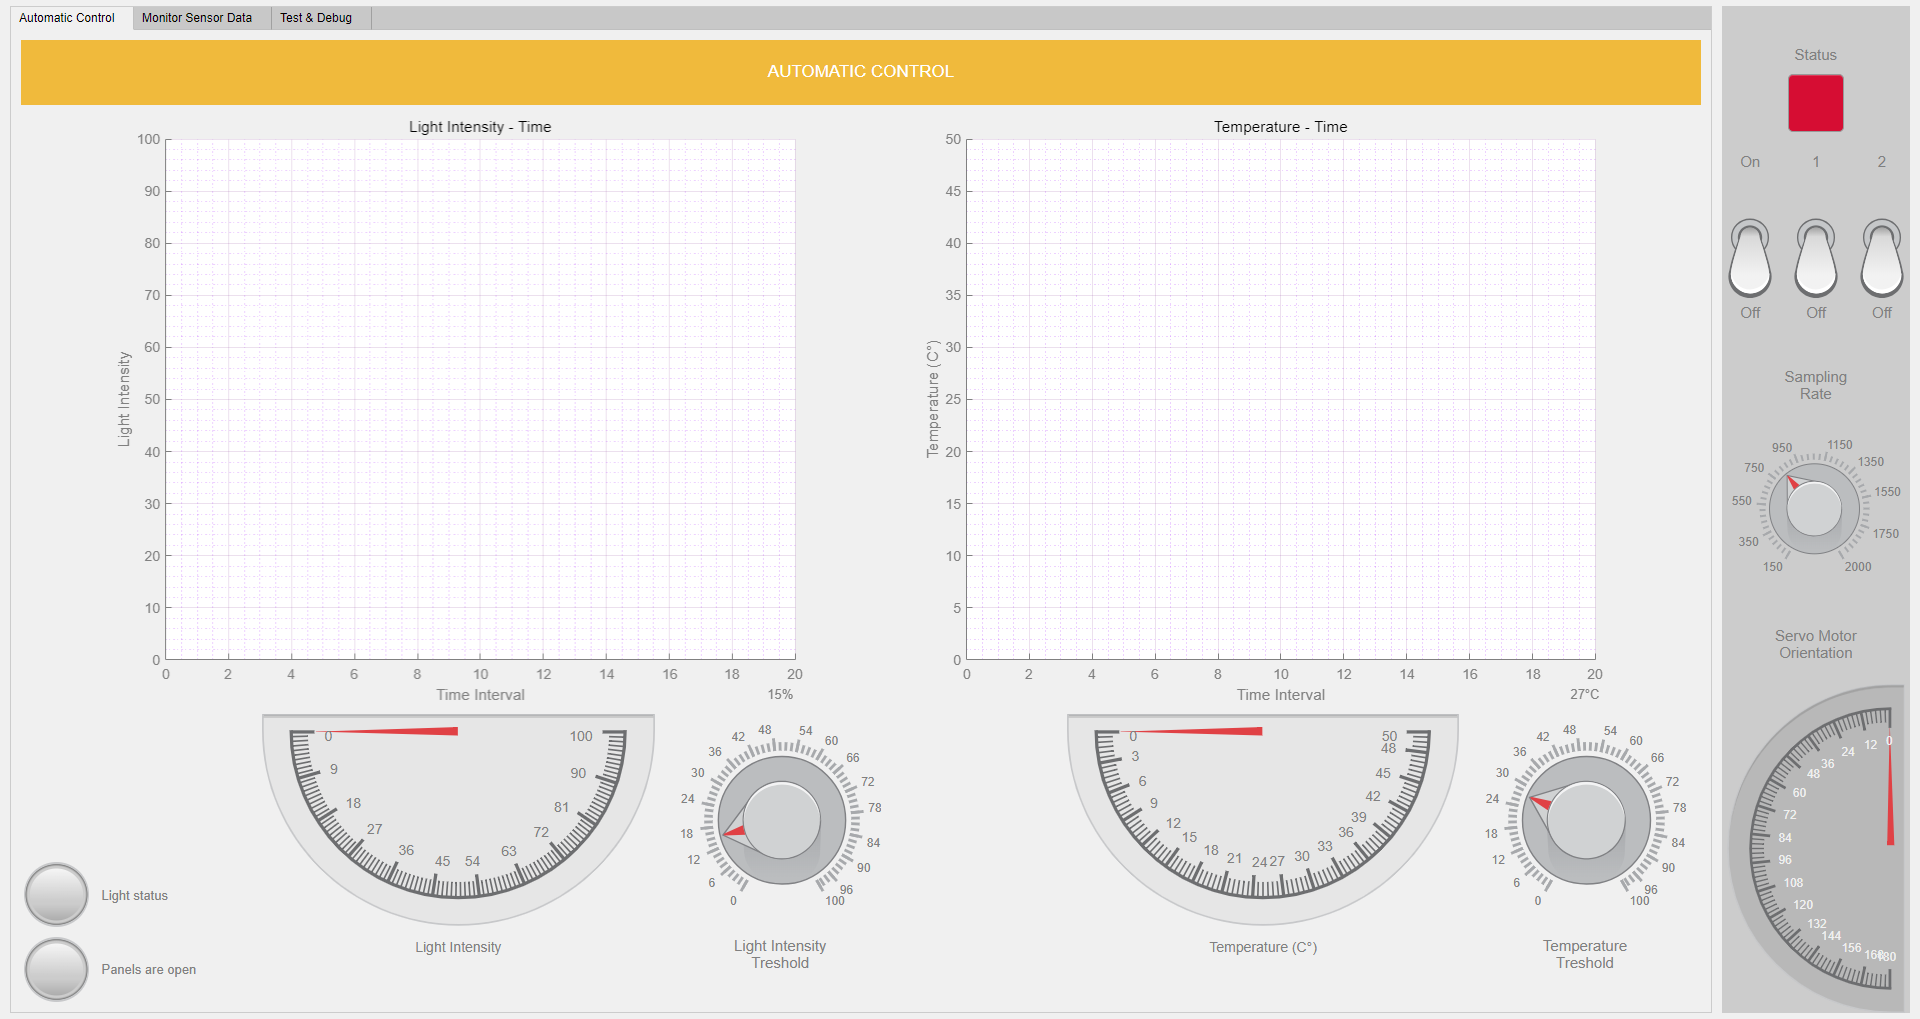 Automatic Control
Monitor Sensor Data
Test & Debug
AUTOMATIC CONTROL
Light Intensity - Time
100
90
80
70
60
50
40
30
20
10
0
Light Intensity
0 2 4 6 8 10 12 14 16 18 20
Time Interval
15%
Temperature - Time
50
45
40
35
30
25
20
15
10
5
0
Temperature (C°)
0 2 4 6 8 10 12 14 16 18 20
Time Interval
27°C
0 9 18 27 36 45 54 63 72 81 90 100
Light Intensity
0 6 12 18 24 30 36 42 48 54 60 66 72 78 84 90 96 100
Light Intensity
Treshold
0 3 6 9 12 15 18 21 24 27 30 33 36 39 42 45 48 50
Temperature (C°)
0 6 12 18 24 30 36 42 48 54 60 66 72 78 84 90 96 100
Temperature
Treshold
Light status
Panels are open
Status
On 1 2
Off Off Off
Sampling
Rate
150 350 550 750 950 1150 1350 1550 1750 2000
Servo Motor
Orientation
0 12 24 36 48 60 72 84 96 108 120 132 144 156 168 180